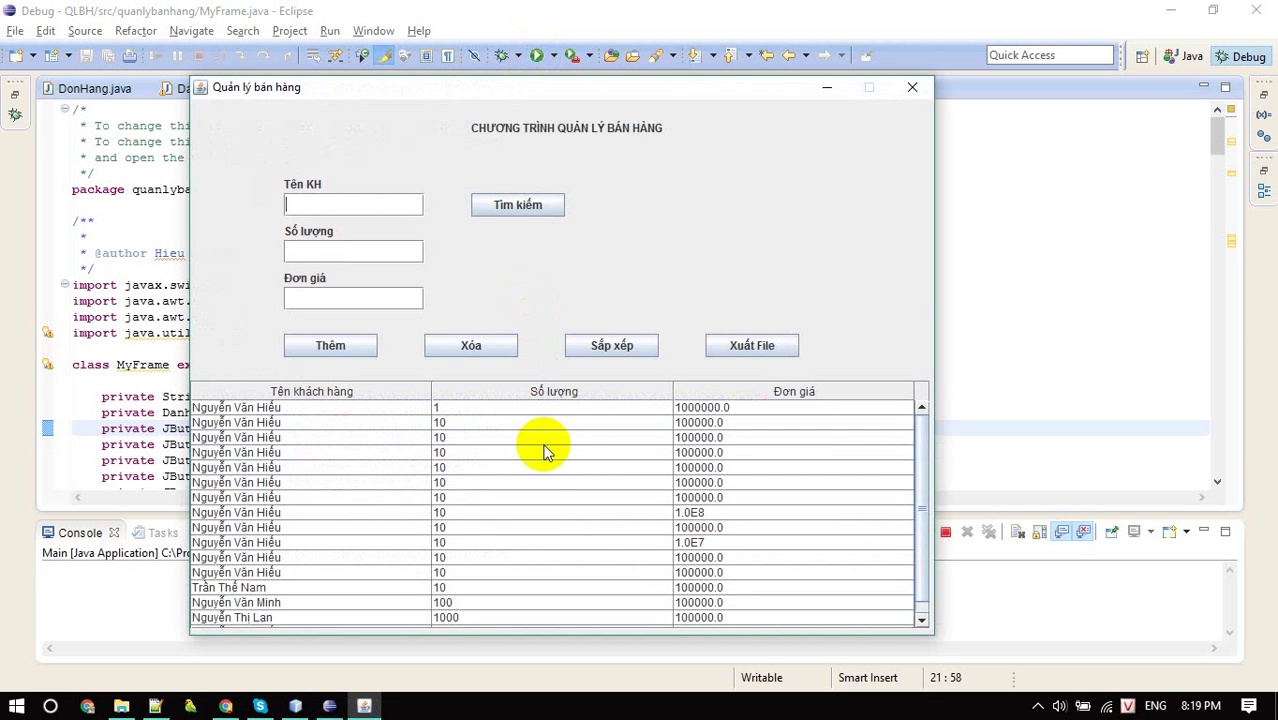 Debug - QLBH/src/quanlybanhang/MyFrame.java - Eclipse
File Edit Source Refactor Navigate Search Project Run Window Help
Quick Access
Java
Debug
DonHang.java
/*
* To change thi
* To change thi
* and open the
*/
package quanlyba
/**
*
* @author Hieu
*/
import javax.swi
import java.awt.
import java.awt.
import java.util
class MyFrame ex
private Stri
private Danh
private JBut
private JBut
private JBut
private JBut
Quản lý bán hàng
CHƯƠNG TRÌNH QUẢN LÝ BÁN HÀNG
Tên KH
Tìm kiếm
Số lượng
Đơn giá
Thêm Xóa Sắp xếp Xuất File
Tên khách hàng Số lượng Đơn giá
Nguyễn Văn Hiếu 1 1000000.0
Nguyễn Văn Hiếu 10 100000.0
Nguyễn Văn Hiếu 10 100000.0
Nguyễn Văn Hiếu 10 100000.0
Nguyễn Văn Hiếu 10 100000.0
Nguyễn Văn Hiếu 10 100000.0
Nguyễn Văn Hiếu 10 100000.0
Nguyễn Văn Hiếu 10 1.0E8
Nguyễn Văn Hiếu 10 100000.0
Nguyễn Văn Hiếu 10 1.0E7
Nguyễn Văn Hiếu 10 100000.0
Nguyễn Văn Hiếu 10 100000.0
Trần Thế Nam 10 100000.0
Nguyễn Văn Minh 100 100000.0
Nguyễn Thị Lan 1000 100000.0
Console Tasks
Main [Java Application] C:\Pr
Writable Smart Insert 21 : 58
ENG 8:19 PM